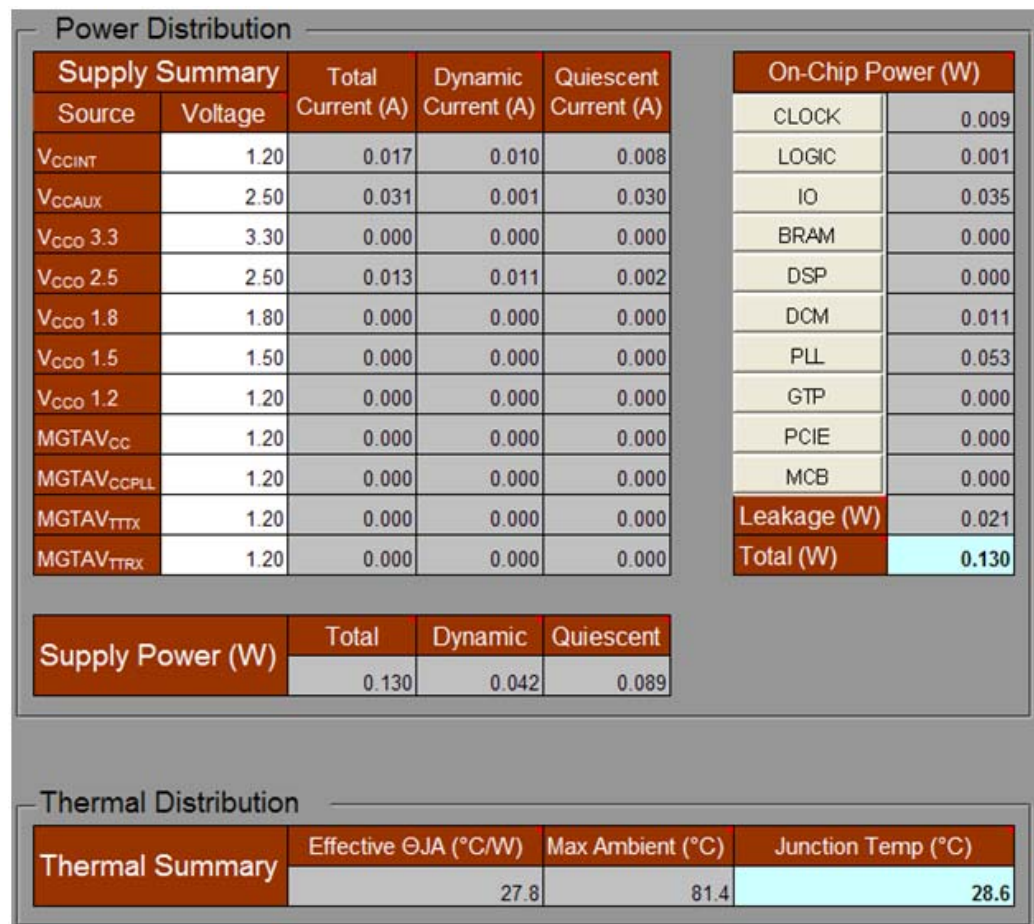 Power Distribution
Supply Summary Total Current (A) Dynamic Current (A) Quiescent Current (A)
Source Voltage
VCCINT 1.20 0.017 0.010 0.008
VCCAUX 2.50 0.031 0.001 0.030
VCCO 3.3 3.30 0.000 0.000 0.000
VCCO 2.5 2.50 0.013 0.011 0.002
VCCO 1.8 1.80 0.000 0.000 0.000
VCCO 1.5 1.50 0.000 0.000 0.000
VCCO 1.2 1.20 0.000 0.000 0.000
MGTAVCC 1.20 0.000 0.000 0.000
MGTAVCCPLL 1.20 0.000 0.000 0.000
MGTAVTTTX 1.20 0.000 0.000 0.000
MGTAVTTRX 1.20 0.000 0.000 0.000
On-Chip Power (W)
CLOCK 0.009
LOGIC 0.001
IO 0.035
BRAM 0.000
DSP 0.000
DCM 0.011
PLL 0.053
GTP 0.000
PCIE 0.000
MCB 0.000
Leakage (W) 0.021
Total (W) 0.130
Supply Power (W) Total Dynamic Quiescent
0.130 0.042 0.089
Thermal Distribution
Thermal Summary Effective ΘJA (°C/W) Max Ambient (°C) Junction Temp (°C)
27.8 81.4 28.6